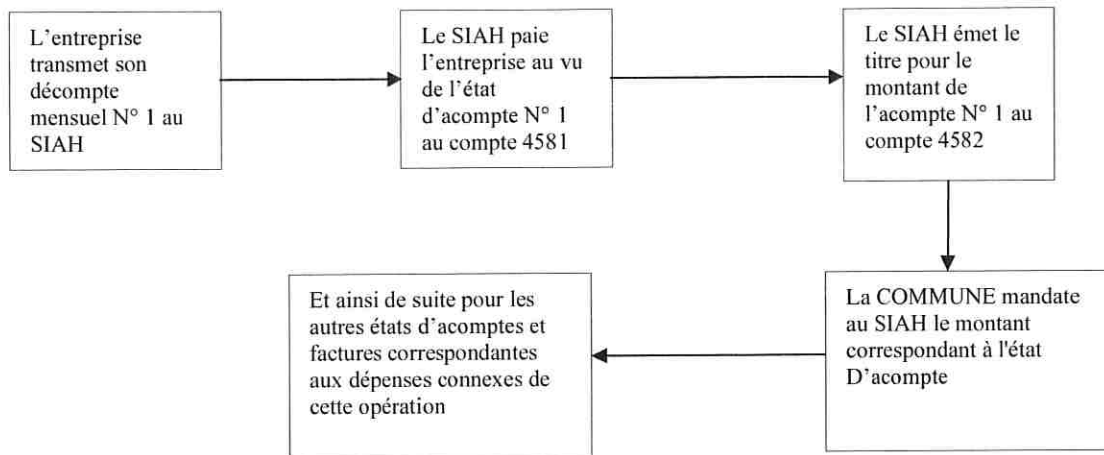 L'entreprise
transmet son
décompte
mensuel N° 1 au
SIAH
Le SIAH paie
l'entreprise au vu
de l'état
d'acompte N° 1
au compte 4581
Le SIAH émet le
titre pour le
montant de
l'acompte N° 1 au
compte 4582
La COMMUNE mandate
au SIAH le montant
correspondant à l'état
D'acompte
Et ainsi de suite pour les
autres états d'acomptes et
factures correspondantes
aux dépenses connexes de
cette opération